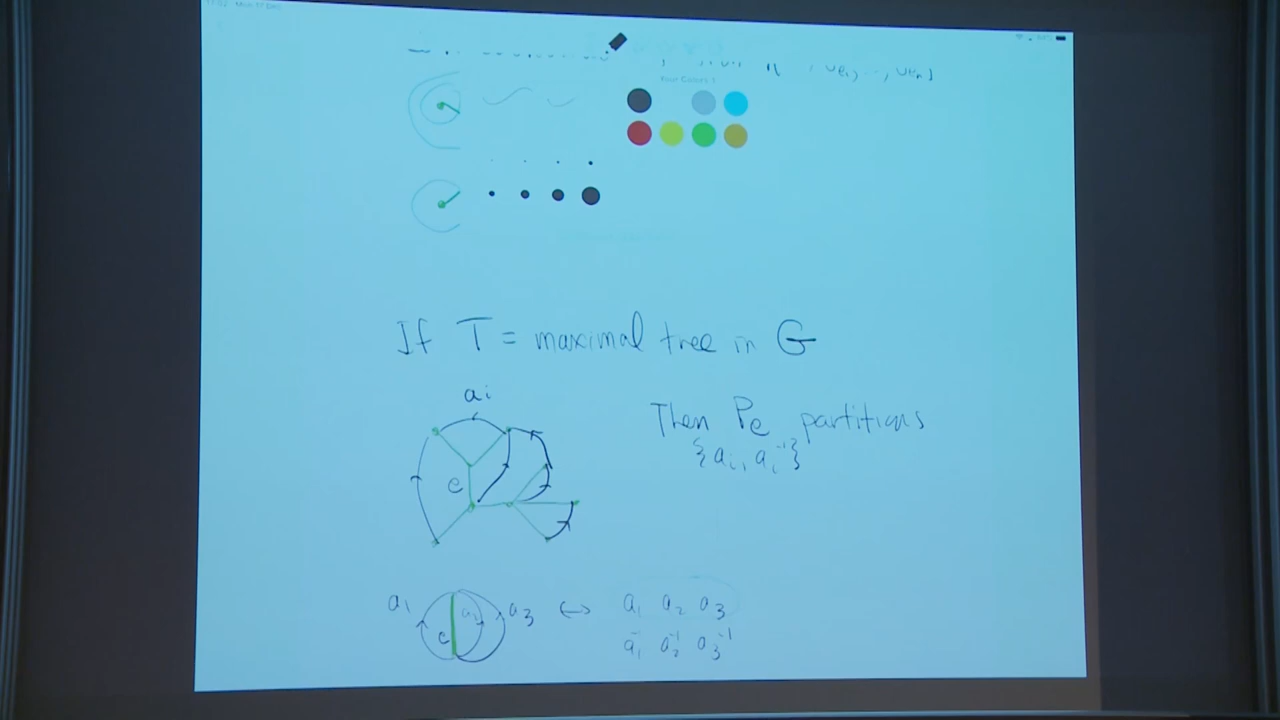 If T = maximal tree in G
ai
Then Pe partitions
{ai, ai⁻¹}
e
a1 a2 a3 ↔ a1 a2 a3
e a1⁻¹ a2⁻¹ a3⁻¹